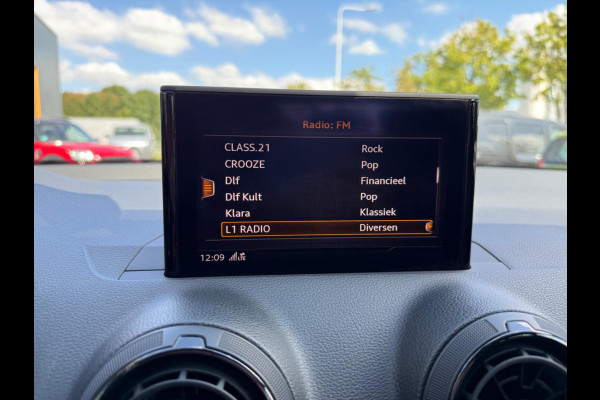 Radio: FM
CLASS.21 Rock
CROOZE Pop
Dlf Financieel
Dlf Kult Pop
Klara Klassiek
L1 RADIO Diversen
12:09 LTE